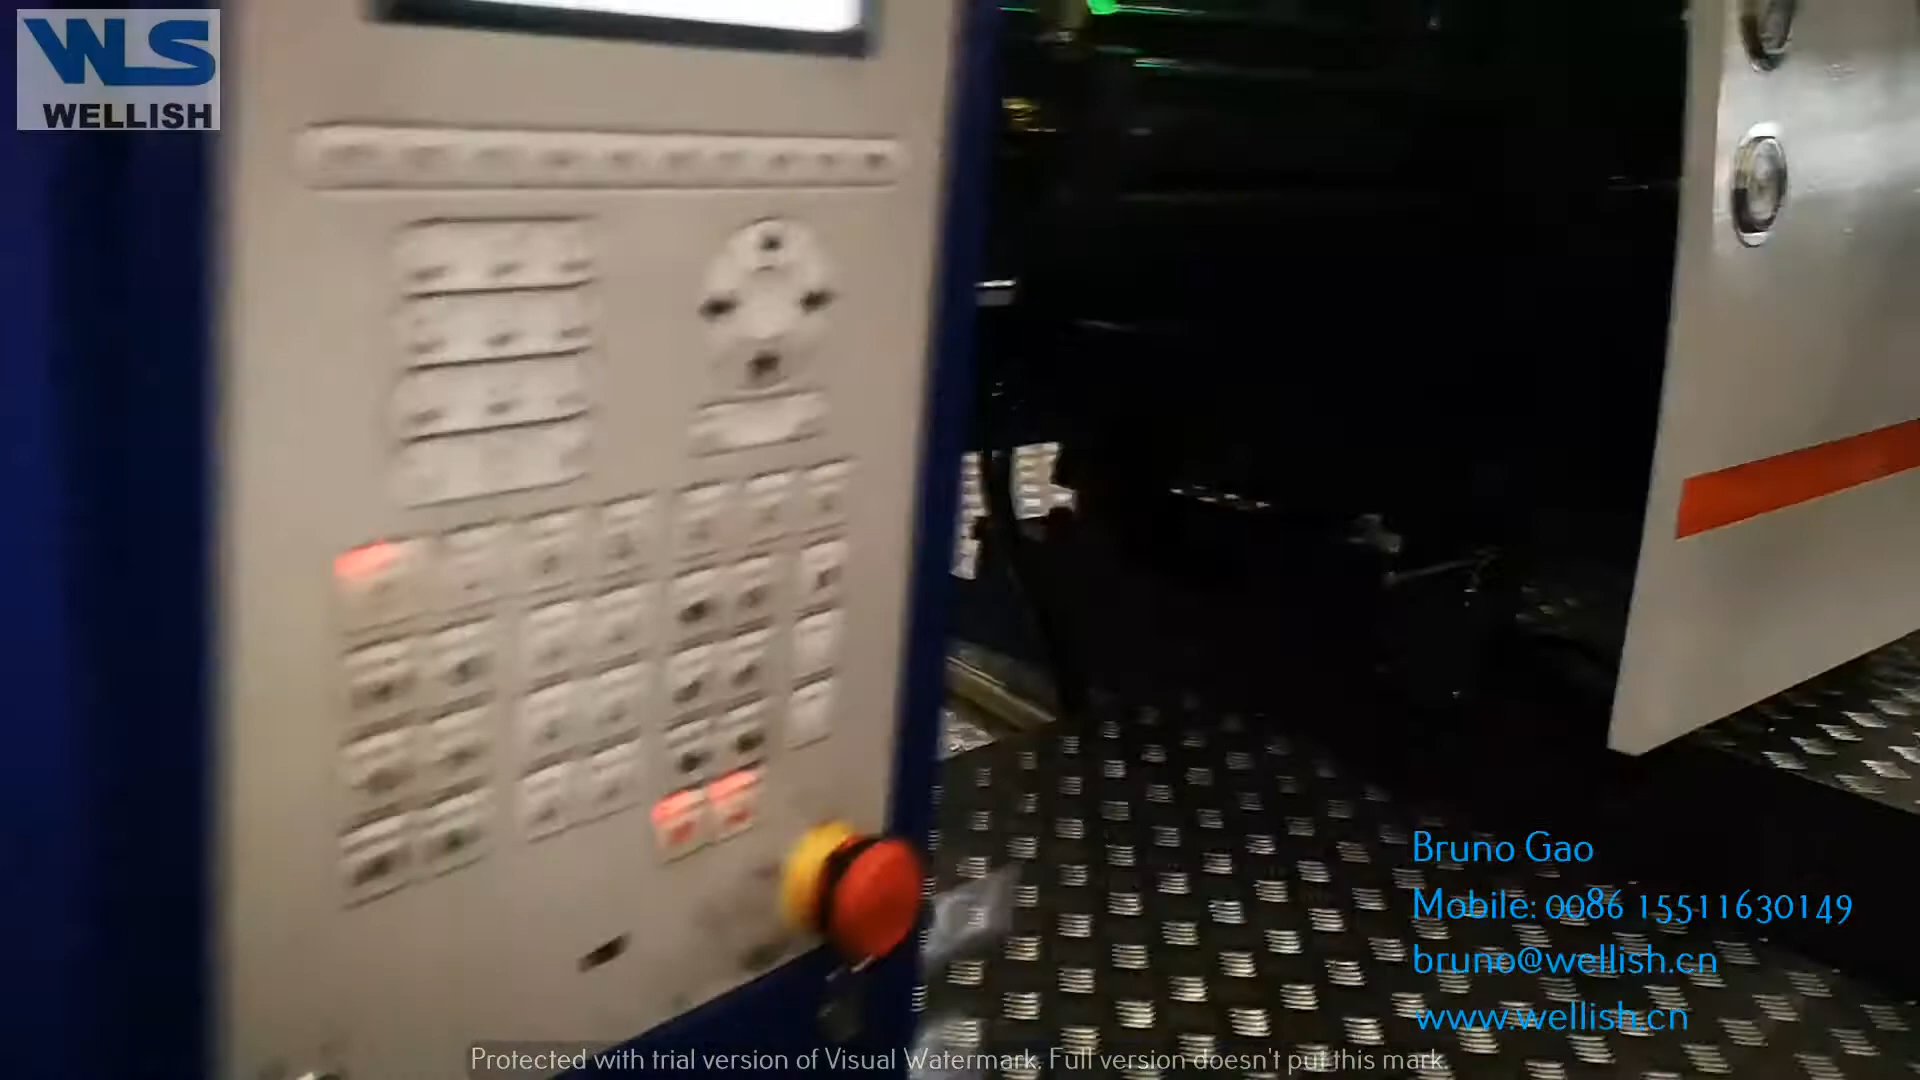 WLS
WELLISH
Bruno Gao
Mobile: 0086 15511630149
bruno@wellish.cn
www.wellish.cn
Protected with trial version of Visual Watermark. Full version doesn't put this mark.